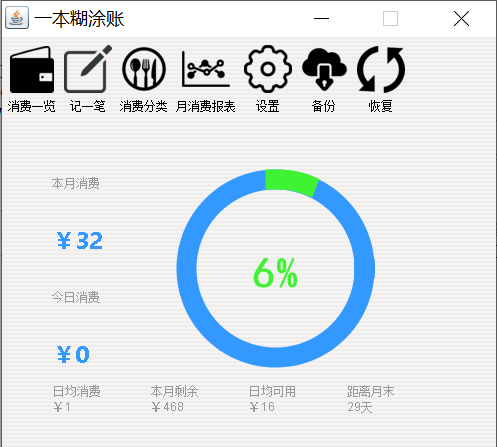 一本糊涂账
消费一览 记一笔 消费分类 月消费报表 设置 备份 恢复
本月消费
￥32
6%
今日消费
￥0
日均消费 本月剩余 日均可用 距离月末
￥1 ￥468 ￥16 29天